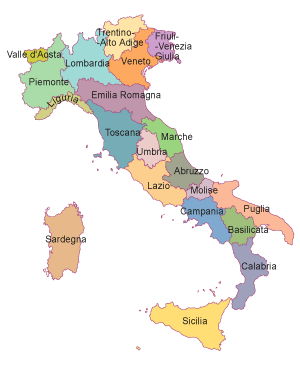 Trentino-
-Alto Adige
Friuli-
-Venezia
Giulia
Valle d'Aosta
Lombardia
Veneto
Piemonte
Emilia Romagna
Liguria
Toscana
Marche
Umbria
Abruzzo
Lazio
Molise
Campania
Puglia
Basilicata
Sardegna
Calabria
Sicilia